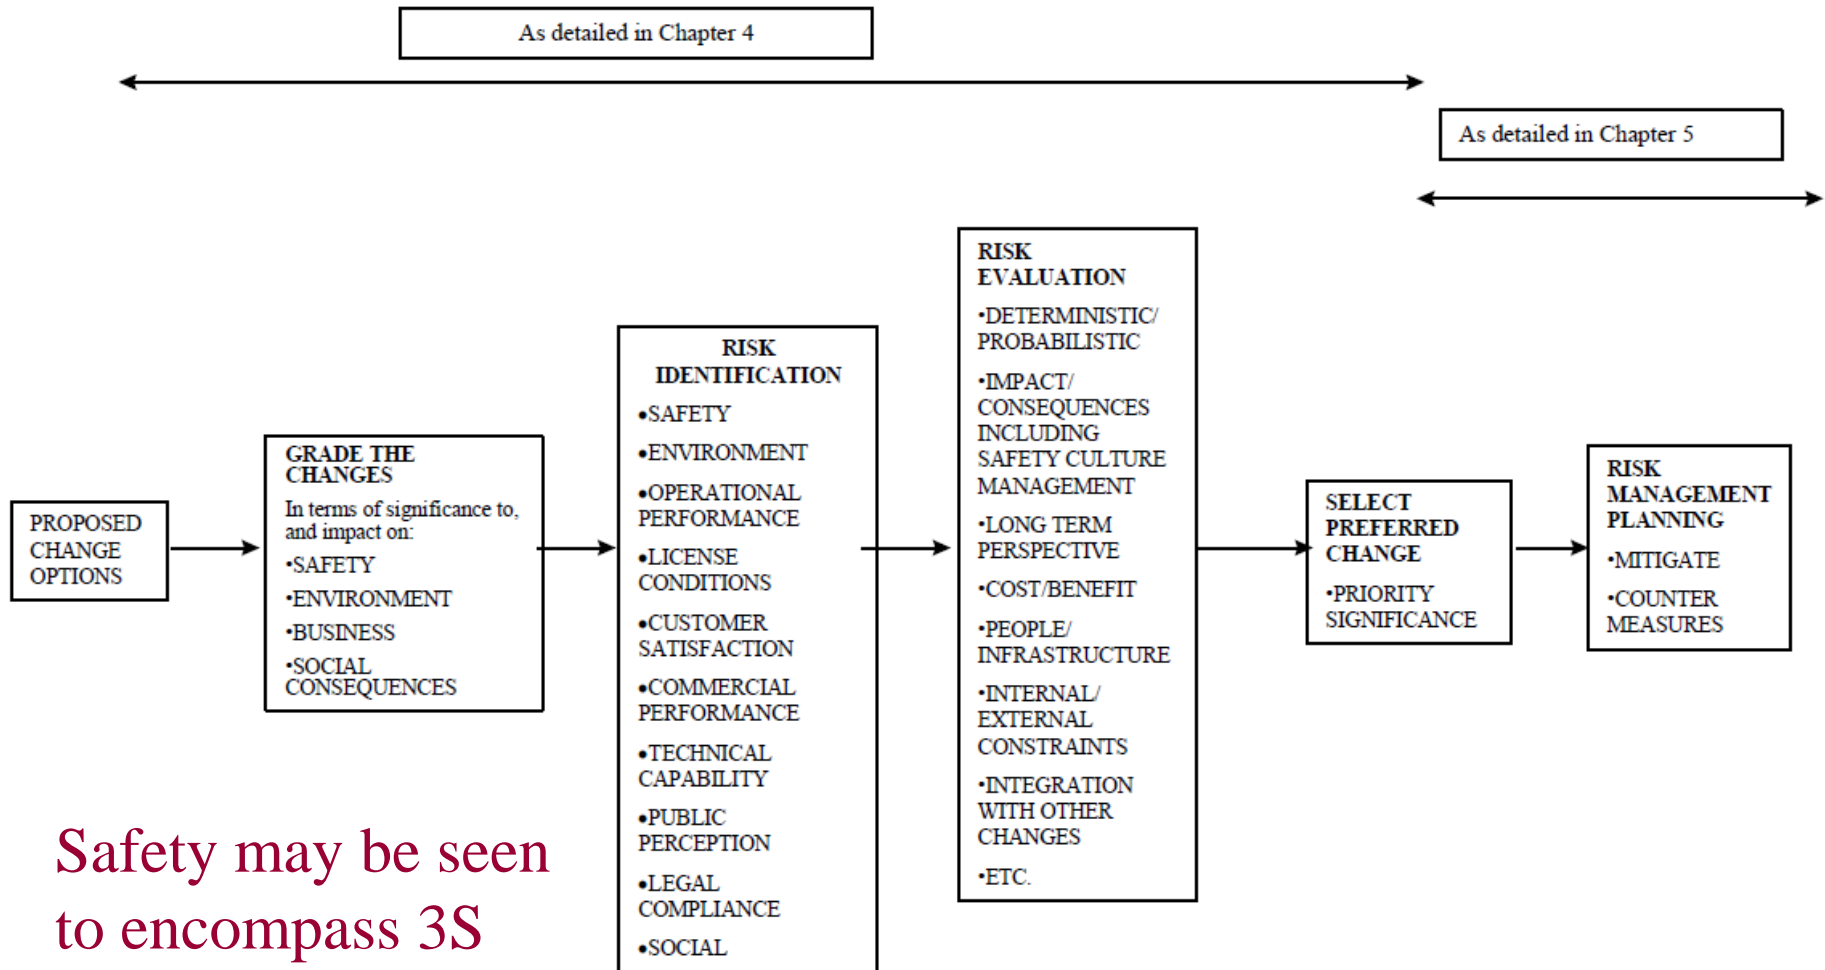 As detailed in Chapter 4
As detailed in Chapter 5
PROPOSED
CHANGE
OPTIONS
GRADE THE
CHANGES
In terms of significance to,
and impact on:
•SAFETY
•ENVIRONMENT
•BUSINESS
•SOCIAL
CONSEQUENCES
RISK
IDENTIFICATION
•SAFETY
•ENVIRONMENT
•OPERATIONAL
PERFORMANCE
•LICENSE
CONDITIONS
•CUSTOMER
SATISFACTION
•COMMERCIAL
PERFORMANCE
•TECHNICAL
CAPABILITY
•PUBLIC
PERCEPTION
•LEGAL
COMPLIANCE
•SOCIAL
RISK
EVALUATION
•DETERMINISTIC/
PROBABILISTIC
•IMPACT/
CONSEQUENCES
INCLUDING
SAFETY CULTURE
MANAGEMENT
•LONG TERM
PERSPECTIVE
•COST/BENEFIT
•PEOPLE/
INFRASTRUCTURE
•INTERNAL/
EXTERNAL
CONSTRAINTS
•INTEGRATION
WITH OTHER
CHANGES
•ETC.
SELECT
PREFERRED
CHANGE
•PRIORITY
SIGNIFICANCE
RISK
MANAGEMENT
PLANNING
•MITIGATE
•COUNTER
MEASURES
Safety may be seen
to encompass 3S